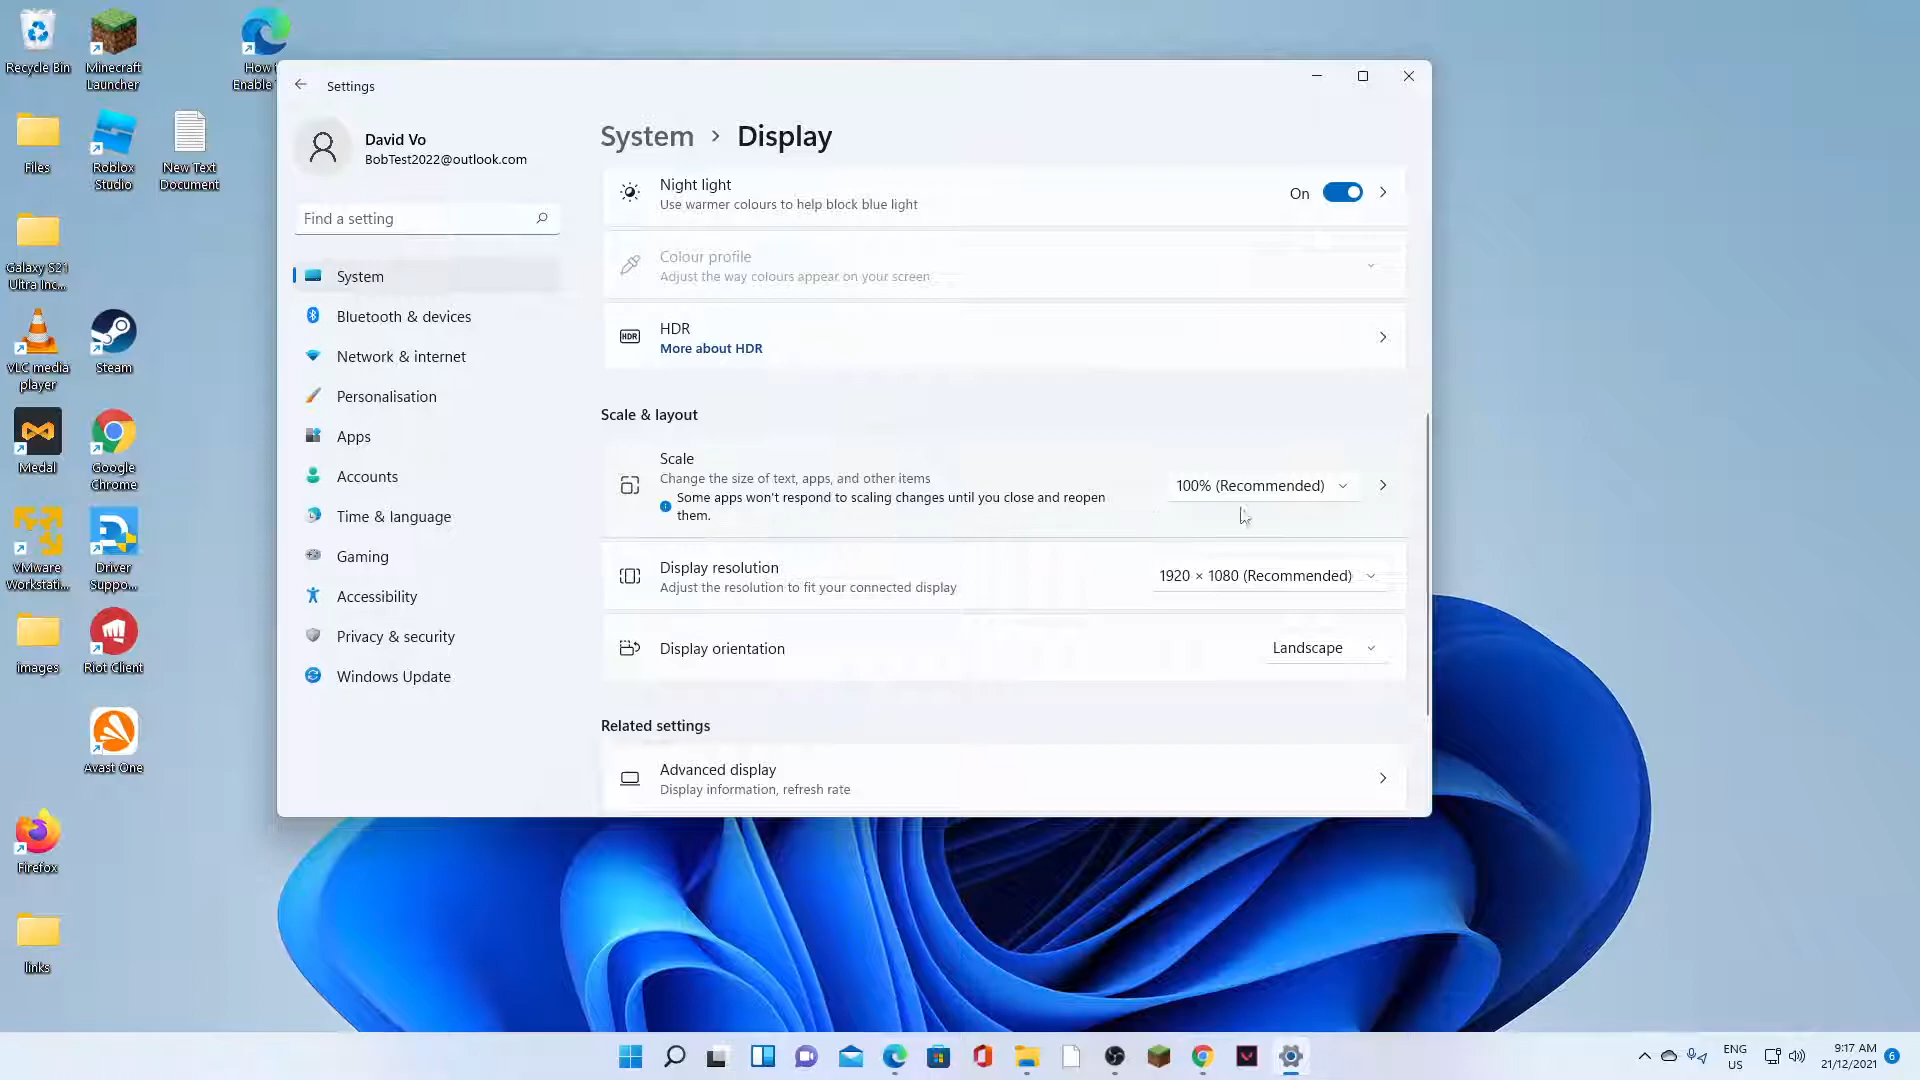 Recycle Bin
Minecraft
Launcher
Enable
Files
Roblox
Studio
New Text
Document
Galaxy S21
Ultra Inc...
VLC media
player
Steam
Medal
Google
Chrome
VMware
Workstati...
Driver
Suppo...
images
Riot Client
Avast One
Firefox
links
Settings
David Vo
BobTest2022@outlook.com
Find a setting
System
Bluetooth & devices
Network & internet
Personalisation
Apps
Accounts
Time & language
Gaming
Accessibility
Privacy & security
Windows Update
System > Display
Night light
Use warmer colours to help block blue light
On
Colour profile
Adjust the way colours appear on your screen
HDR
HDR
More about HDR
Scale & layout
Scale
Change the size of text, apps, and other items
Some apps won't respond to scaling changes until you close and reopen
them.
100% (Recommended)
Display resolution
Adjust the resolution to fit your connected display
1920 × 1080 (Recommended)
Display orientation
Landscape
Related settings
Advanced display
Display information, refresh rate
ENG
US
9:17 AM
21/12/2021
6